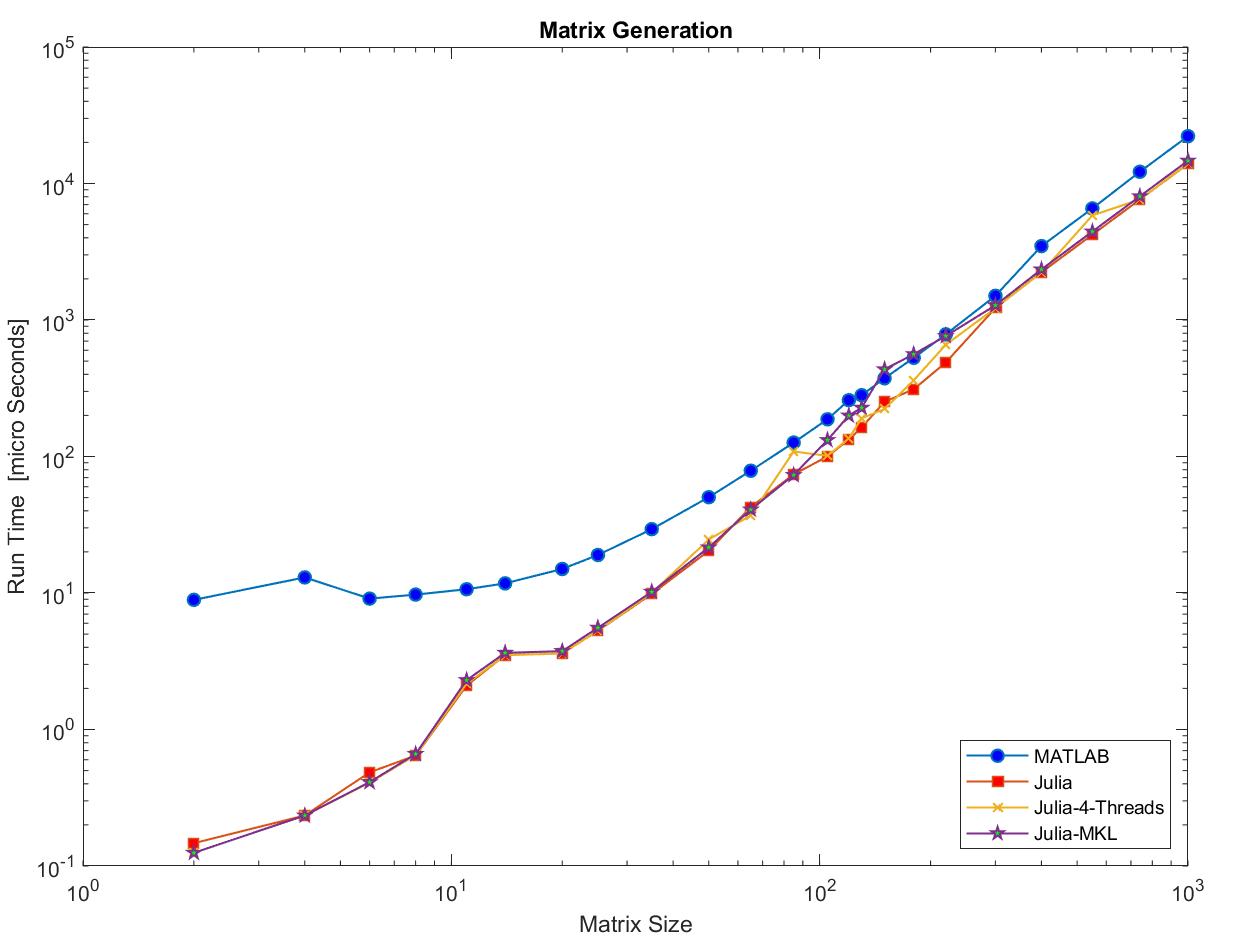 Matrix Generation
10^5
10^4
10^3
10^2
10^1
10^0
10^-1
Run Time [micro Seconds]
10^0 10^1 10^2 10^3
Matrix Size
MATLAB
Julia
Julia-4-Threads
Julia-MKL